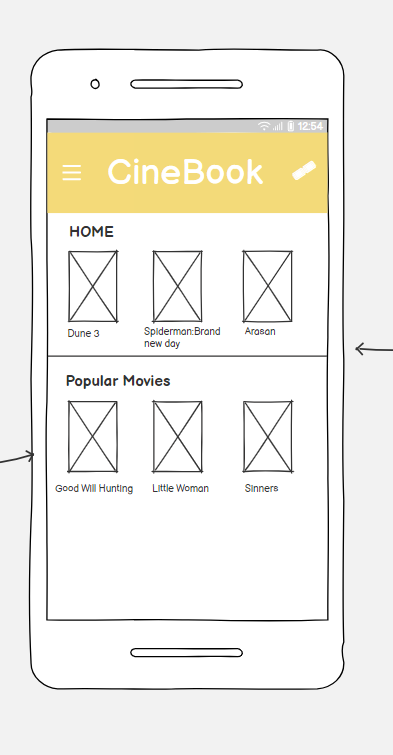 12:54
CineBook
HOME
Dune 3
Spiderman:Brand
new day
Arasan
Popular Movies
Good Will Hunting
Little Woman
Sinners